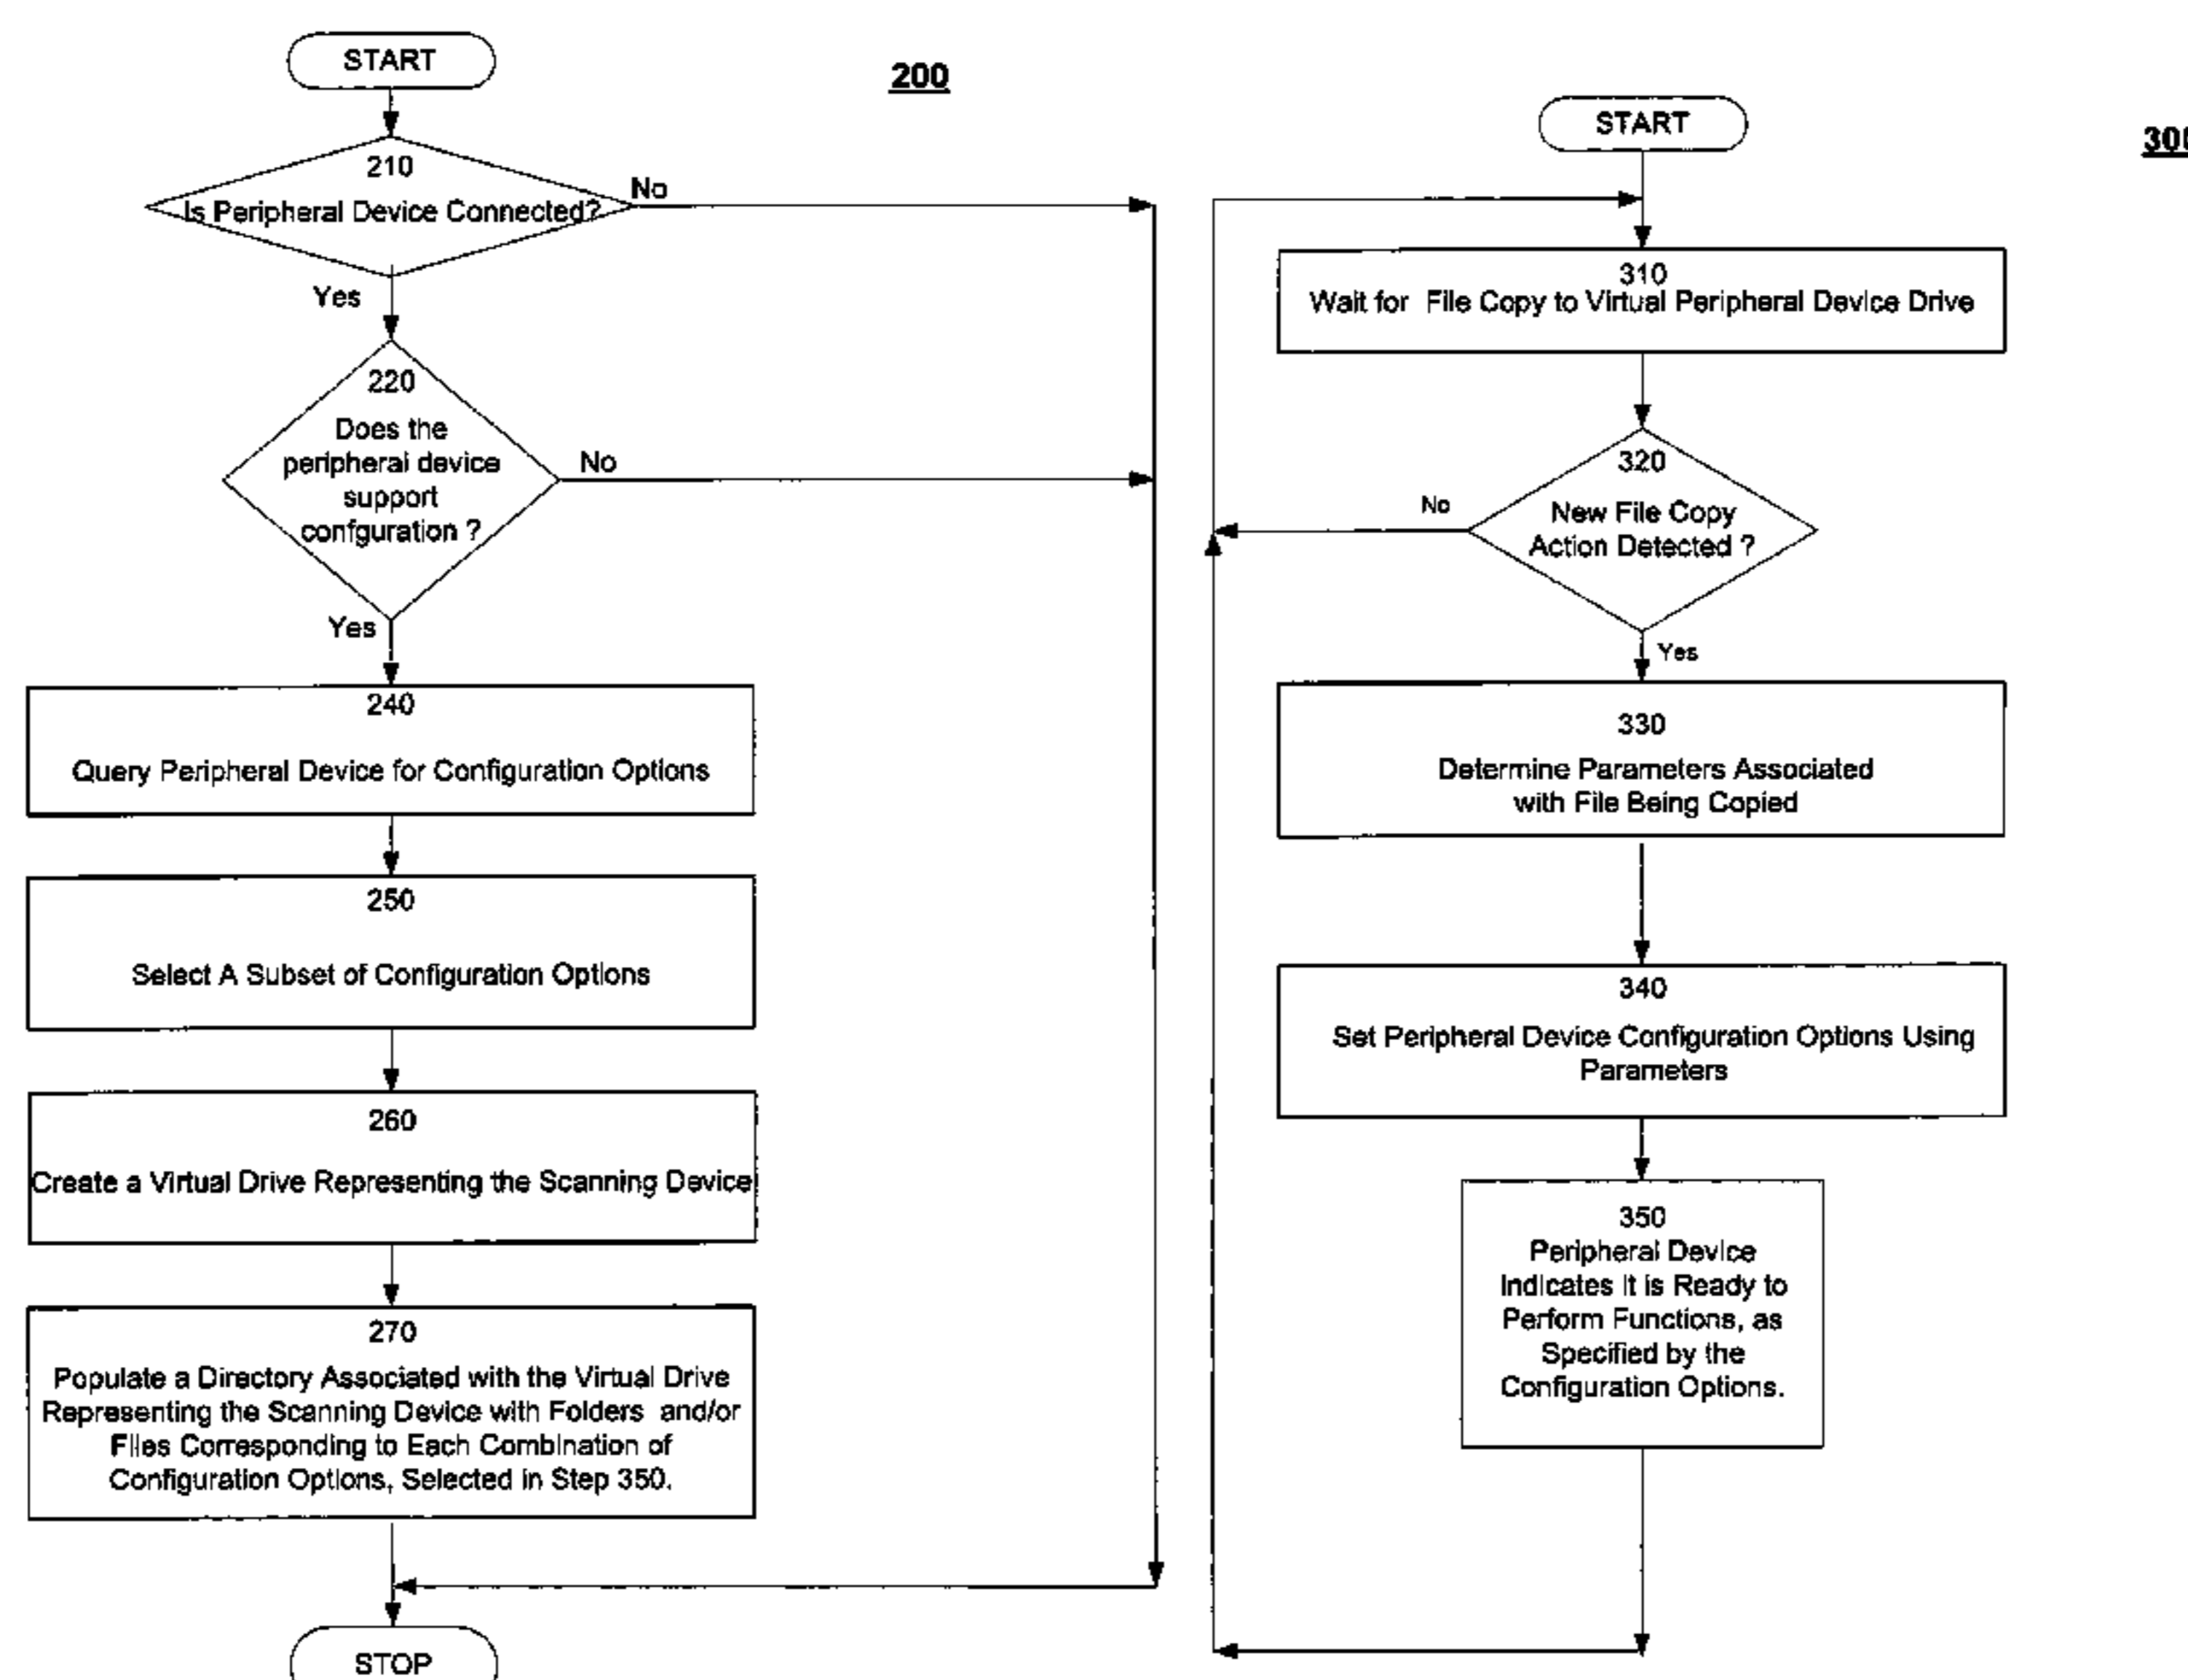 START
200
210
Is Peripheral Device Connected?
No
Yes
220
Does the
peripheral device
support
confguration ?
No
Yes
240
Query Peripheral Device for Configuration Options
250
Select A Subset of Configuration Options
260
Create a Virtual Drive Representing the Scanning Device
270
Populate a Directory Associated with the Virtual Drive
Representing the Scanning Device with Folders and/or
Files Corresponding to Each Combination of
Configuration Options, Selected in Step 350.
STOP
START
300
310
Wait for File Copy to Virtual Peripheral Device Drive
320
New File Copy
Action Detected ?
No
Yes
330
Determine Parameters Associated
with File Being Copied
340
Set Peripheral Device Configuration Options Using
Parameters
350
Peripheral Device
Indicates It is Ready to
Perform Functions, as
Specified by the
Configuration Options.